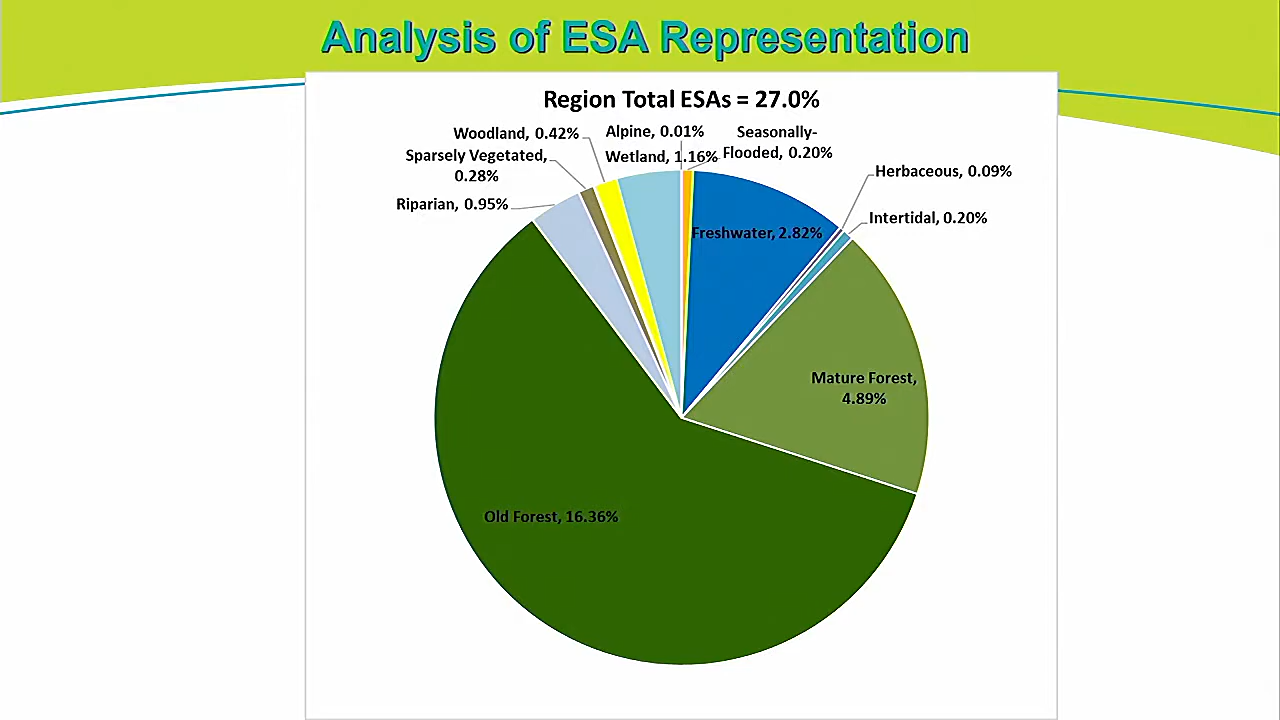 Analysis of ESA Representation
Region Total ESAs = 27.0%
Woodland, 0.42%
Alpine, 0.01%
Seasonally-
Flooded, 0.20%
Sparsely Vegetated,
0.28%
Wetland, 1.16%
Herbaceous, 0.09%
Riparian, 0.95%
Intertidal, 0.20%
Freshwater, 2.82%
Mature Forest,
4.89%
Old Forest, 16.36%